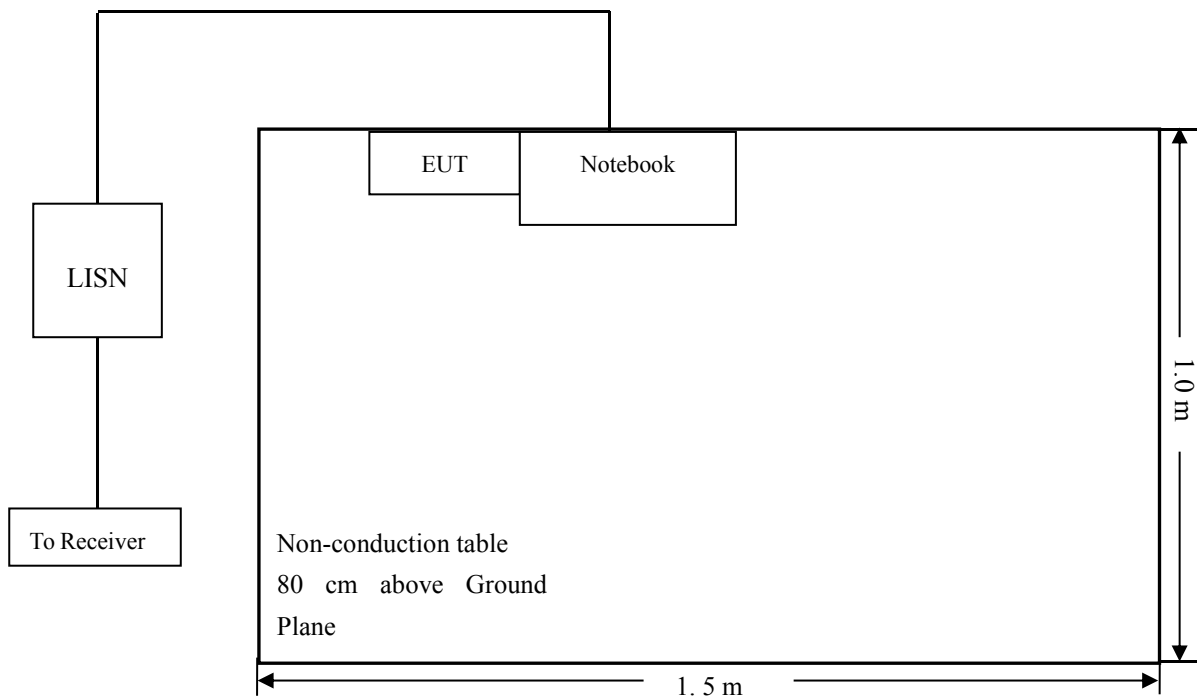 EUT
Notebook
LISN
1.0 m
To Receiver
Non-conduction table
80 cm above Ground
Plane
1. 5 m